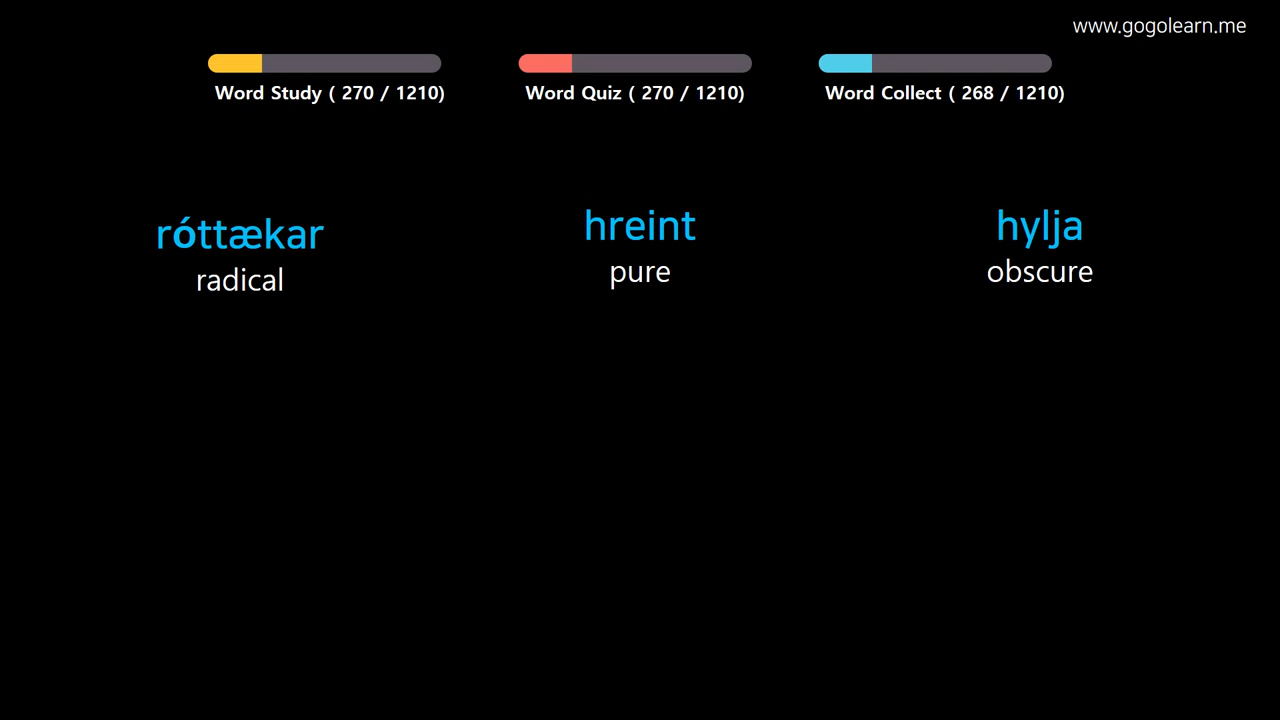 www.gogolearn.me
Word Study ( 270 / 1210)
Word Quiz ( 270 / 1210)
Word Collect ( 268 / 1210)
róttækar
radical
hreint
pure
hylja
obscure